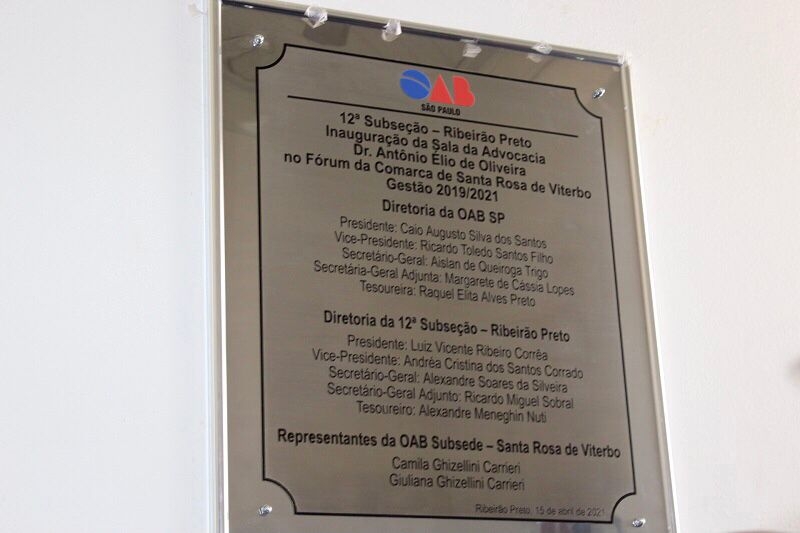 OAB
SÃO PAULO
12ª Subseção – Ribeirão Preto
Inauguração da Sala da Advocacia
Dr. Antônio Élio de Oliveira
no Fórum da Comarca de Santa Rosa de Viterbo
Gestão 2019/2021
Diretoria da OAB SP
Presidente: Caio Augusto Silva dos Santos
Vice-Presidente: Ricardo Toledo Santos Filho
Secretário-Geral: Aislan de Queiroga Trigo
Secretária-Geral Adjunta: Margarete de Cássia Lopes
Tesoureira: Raquel Elita Alves Preto
Diretoria da 12ª Subseção – Ribeirão Preto
Presidente: Luiz Vicente Ribeiro Corrêa
Vice-Presidente: Andréa Cristina dos Santos Corrado
Secretário-Geral: Alexandre Soares da Silveira
Secretário-Geral Adjunto: Ricardo Miguel Sobral
Tesoureiro: Alexandre Meneghin Nuti
Representantes da OAB Subsede – Santa Rosa de Viterbo
Camila Ghizellini Carrieri
Giuliana Ghizellini Carrieri
Ribeirão Preto, 15 de abril de 2021